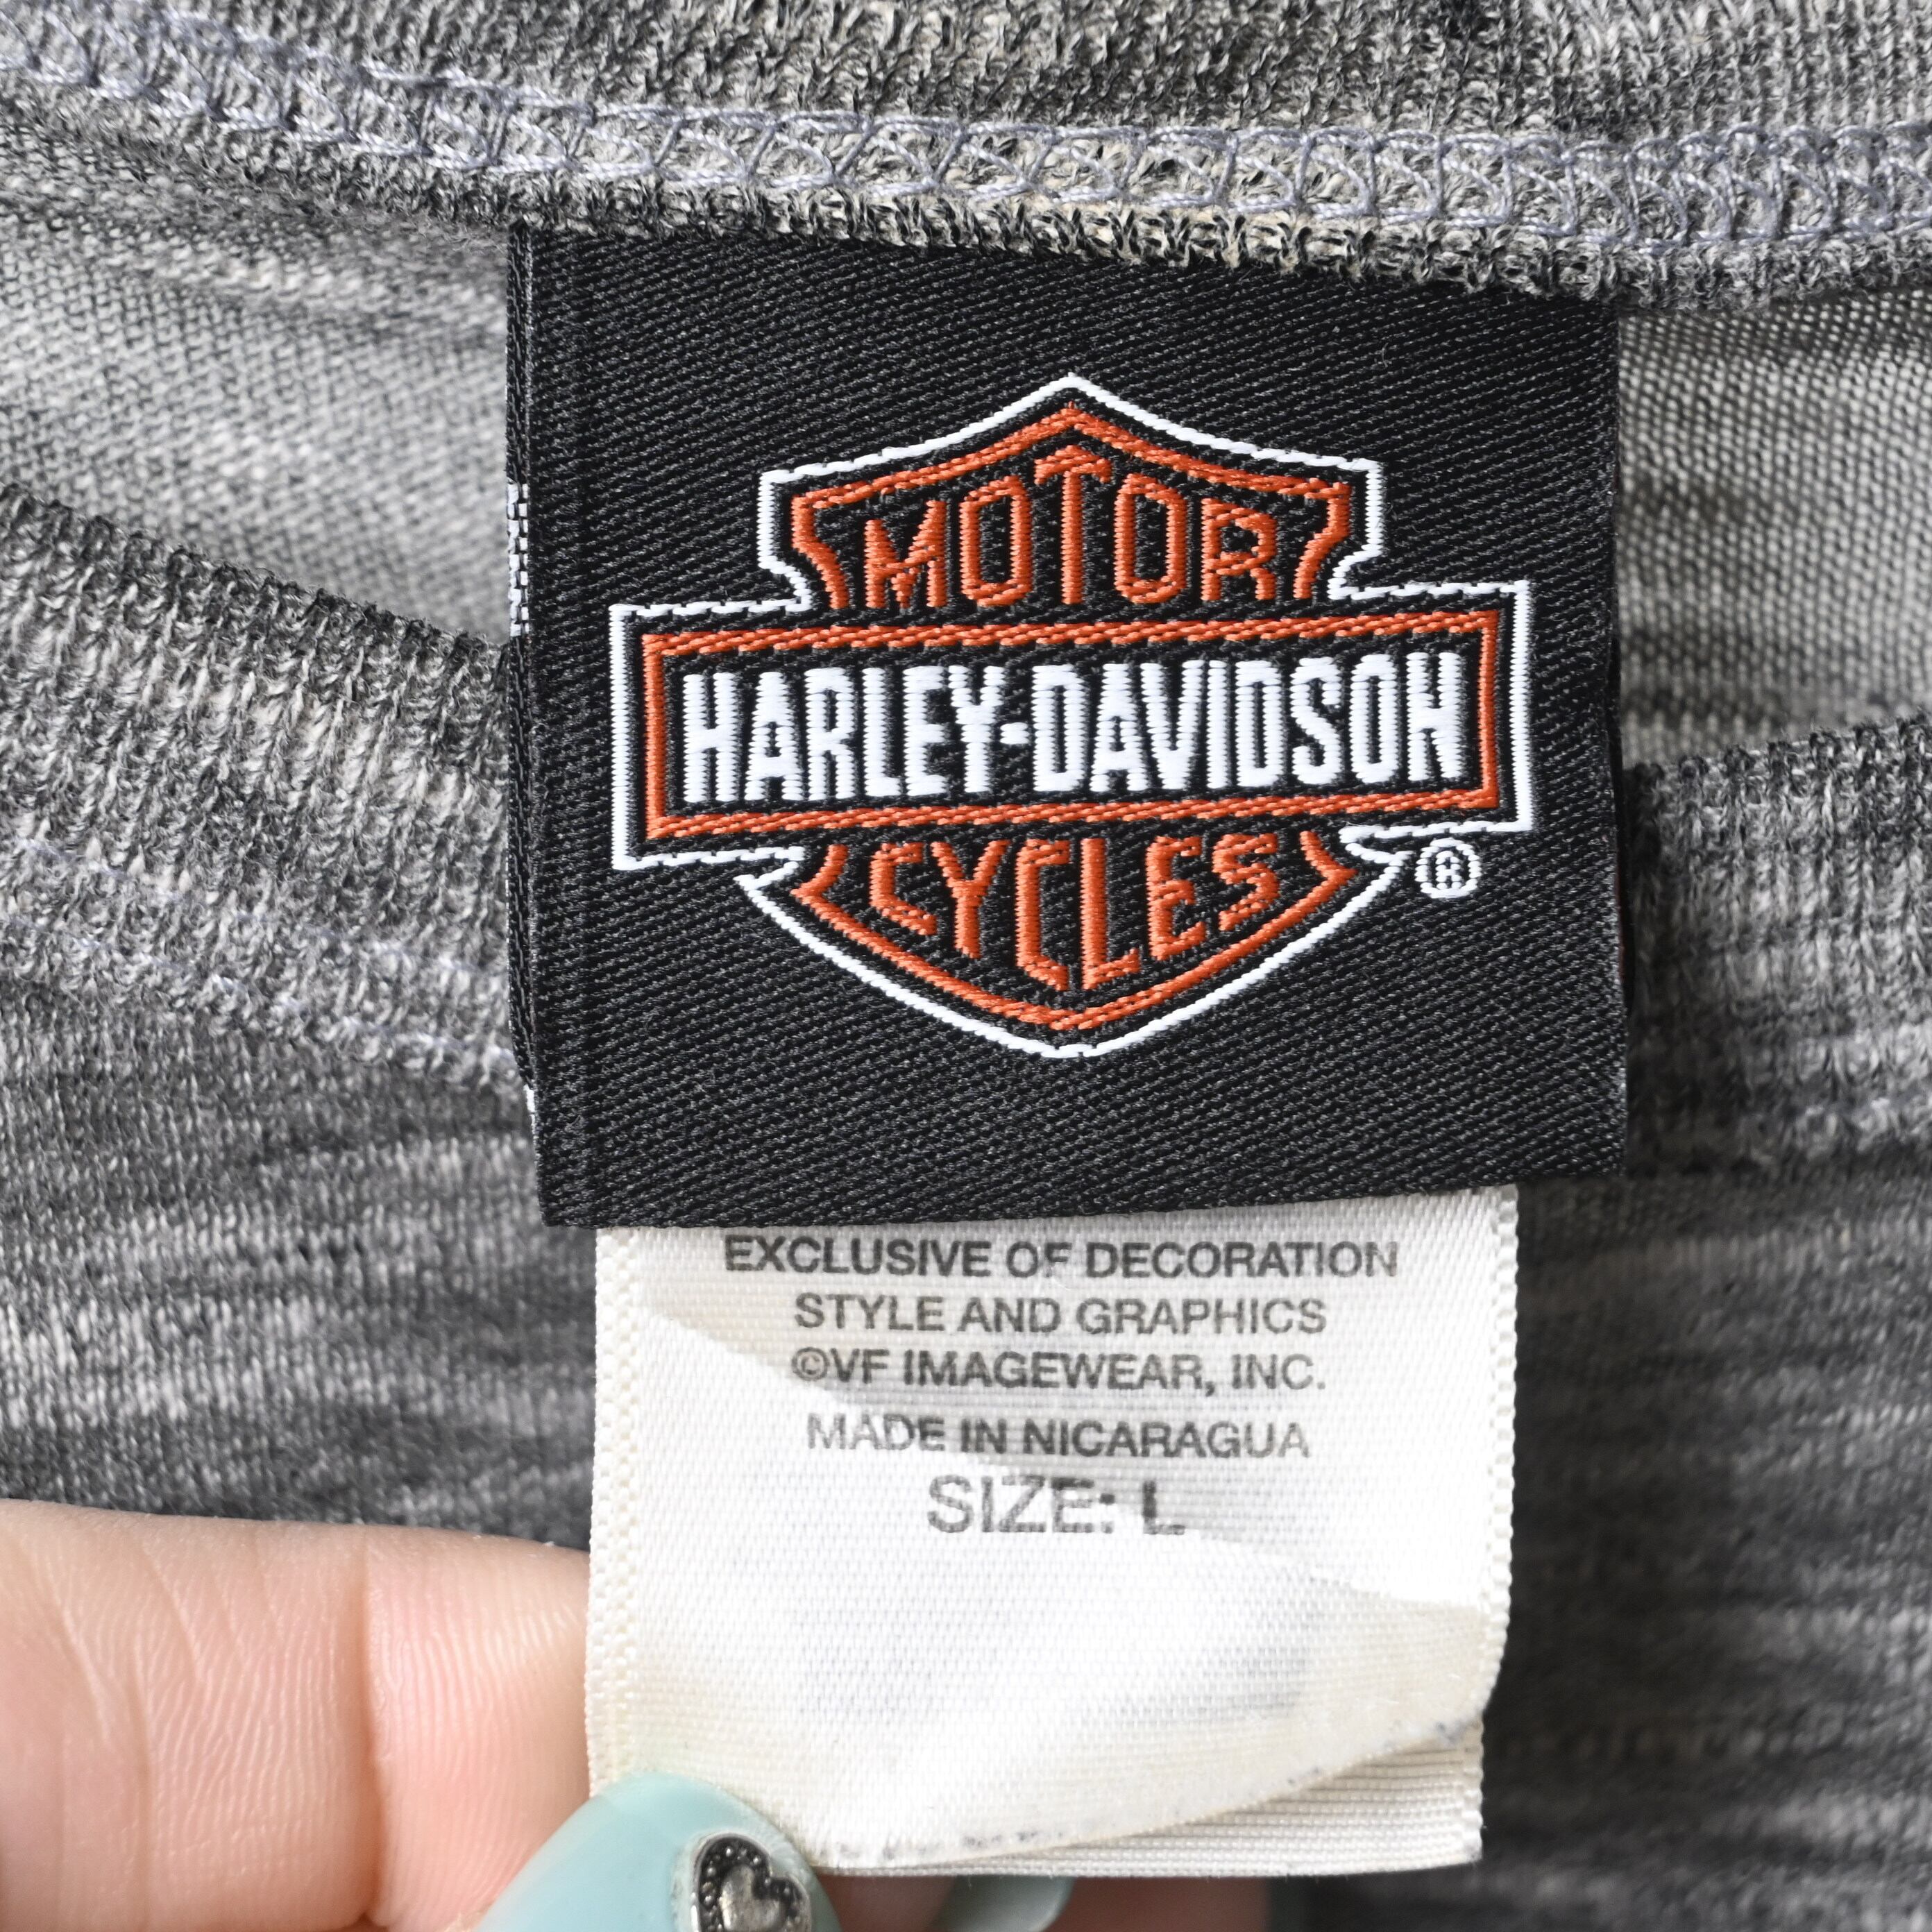 MOTOR
HARLEY-DAVIDSON
CYCLES ®
EXCLUSIVE OF DECORATION
STYLE AND GRAPHICS
©VF IMAGEWEAR, INC.
MADE IN NICARAGUA
SIZE: L